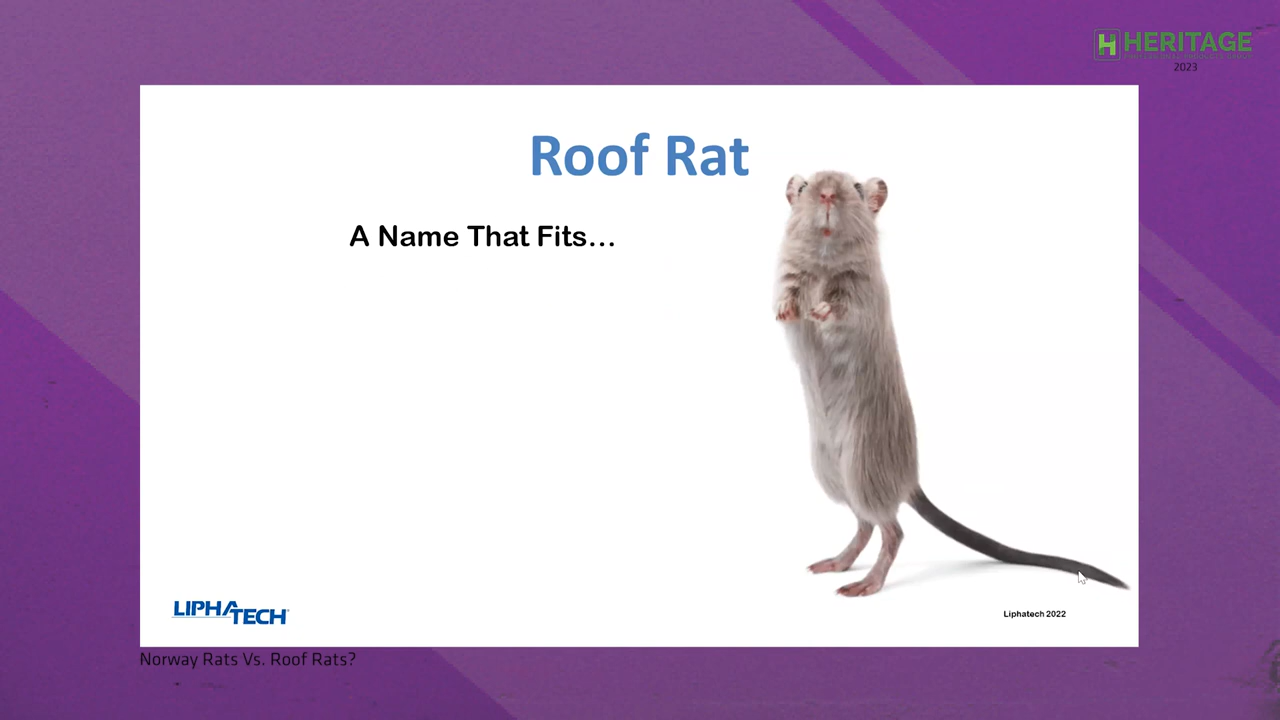 HERITAGE
2023
Roof Rat
A Name That Fits...
LIPHATECH
Liphatech 2022
Norway Rats Vs. Roof Rats?